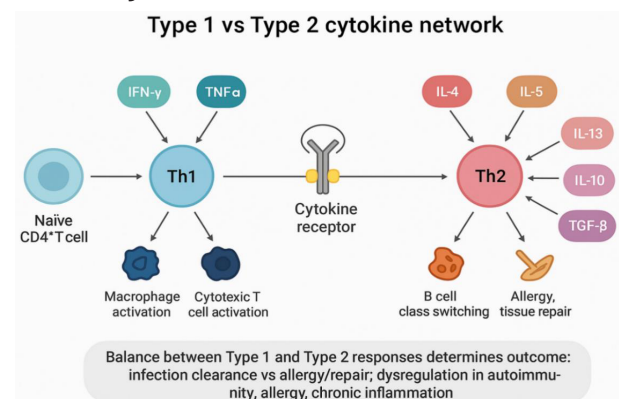 Type 1 vs Type 2 cytokine network
IFN-γ
TNFα
IL-4
IL-5
IL-13
IL-10
TGF-β
Naïve
CD4*T cell
Th1
Cytokine
receptor
Th2
Macrophage
activation
Cytotexic T
cell activation
B cell
class switching
Allergy,
tissue repair
Balance between Type 1 and Type 2 responses determines outcome:
infection clearance vs allergy/repair; dysregulation in autoimmu-
nity, allergy, chronic inflammation